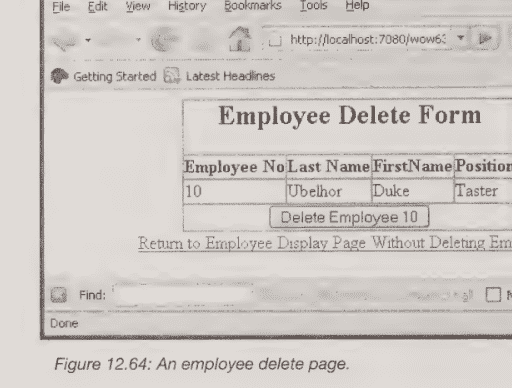 File Edit View History Bookmarks Tools Help
http://localhost:7080/wow63
Getting Started Latest Headlines
Employee Delete Form
Employee No Last Name FirstName Position
10 Ubelhor Duke Taster
Delete Employee 10
Return to Employee Display Page Without Deleting Em
Find:
Done
Figure 12.64: An employee delete page.